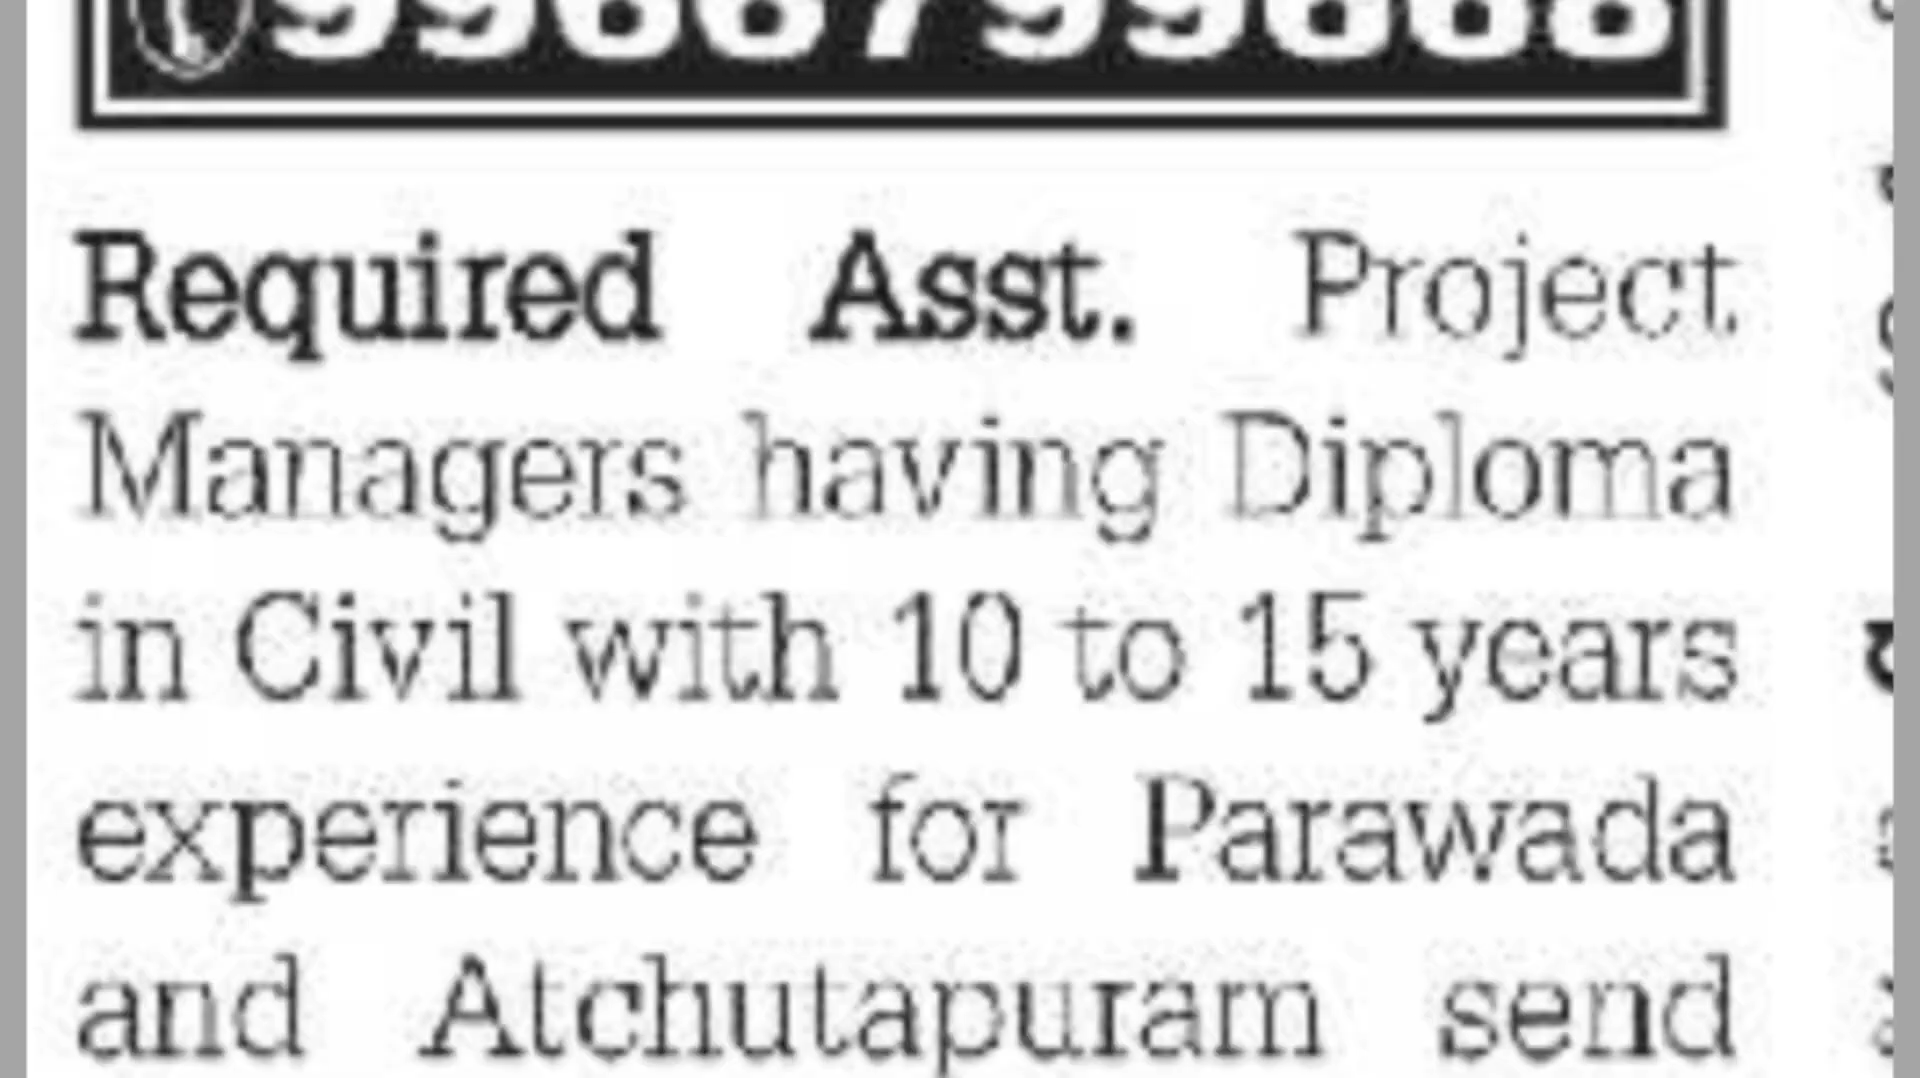 Required Asst. Project
Managers having Diploma
in Civil with 10 to 15 years
experience for Parawada
and Atchutapuram send